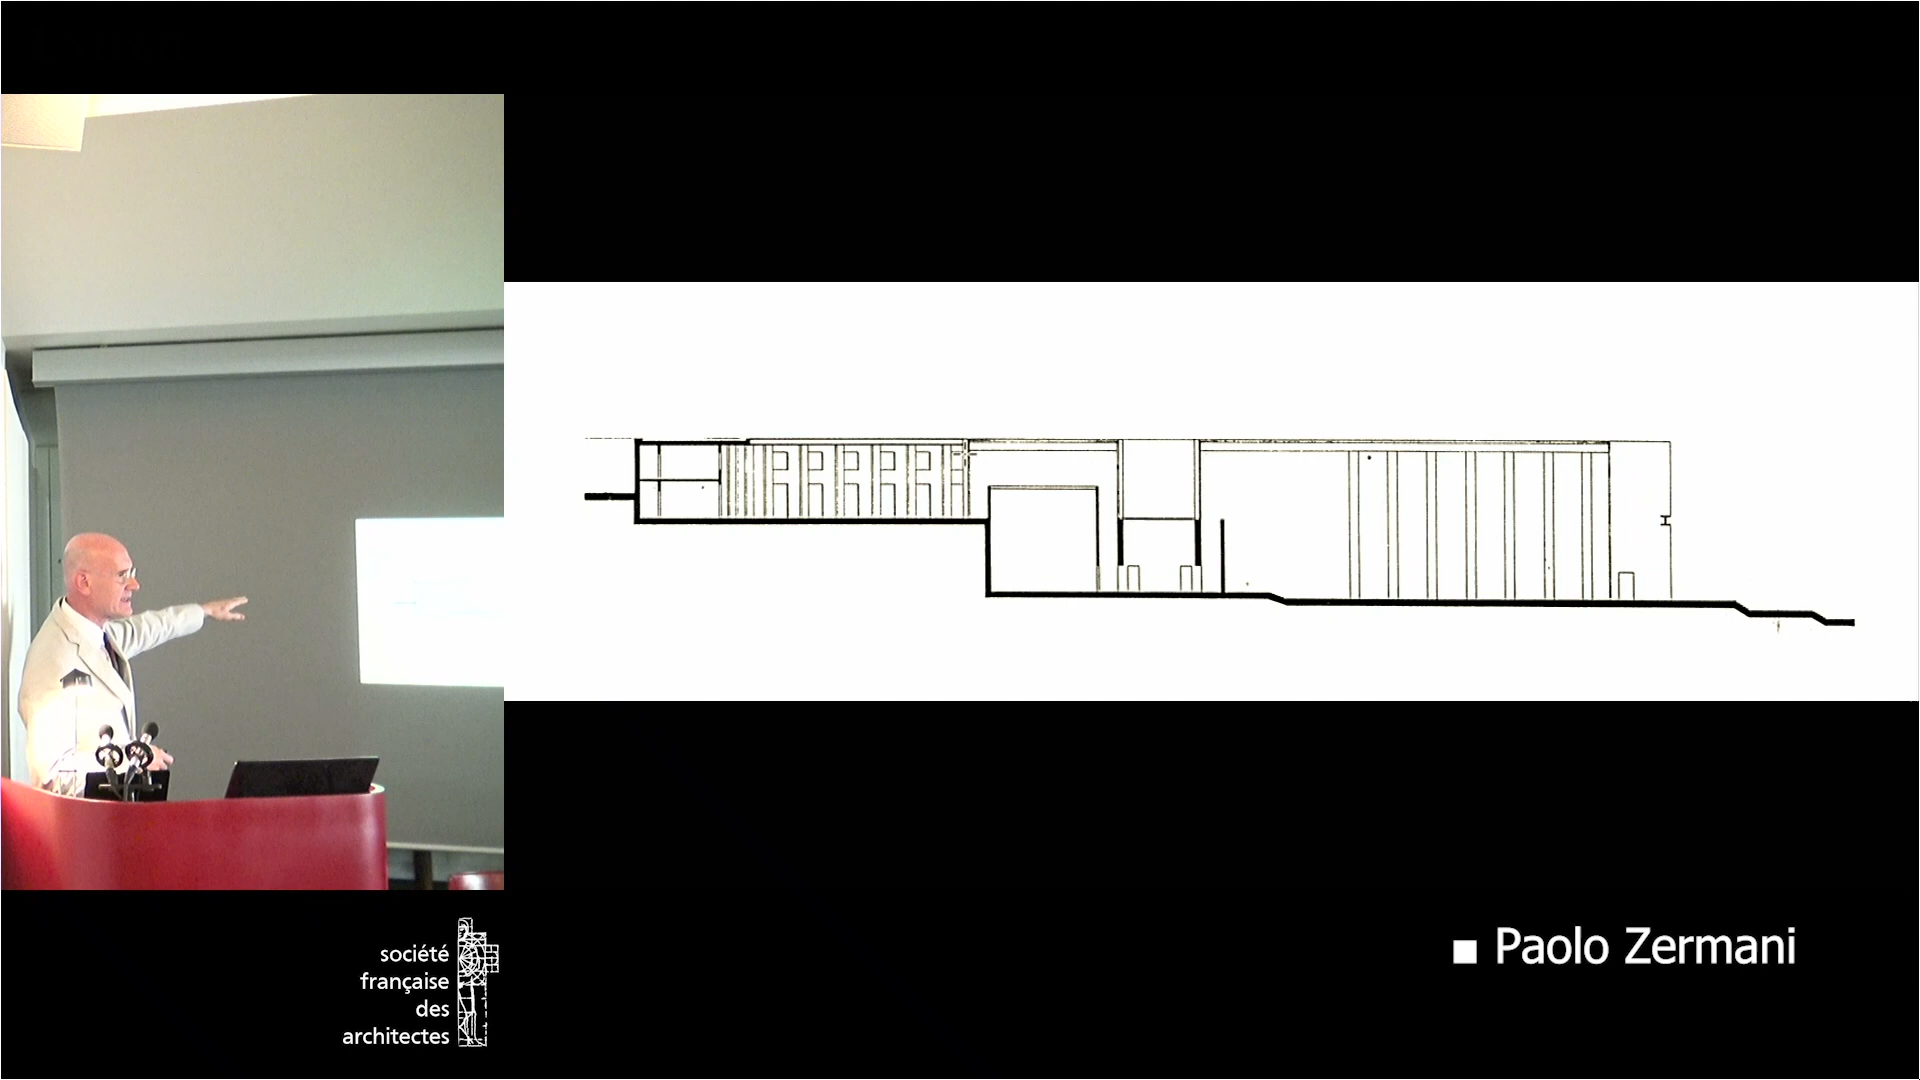 société
française
des
architectes
Paolo Zermani